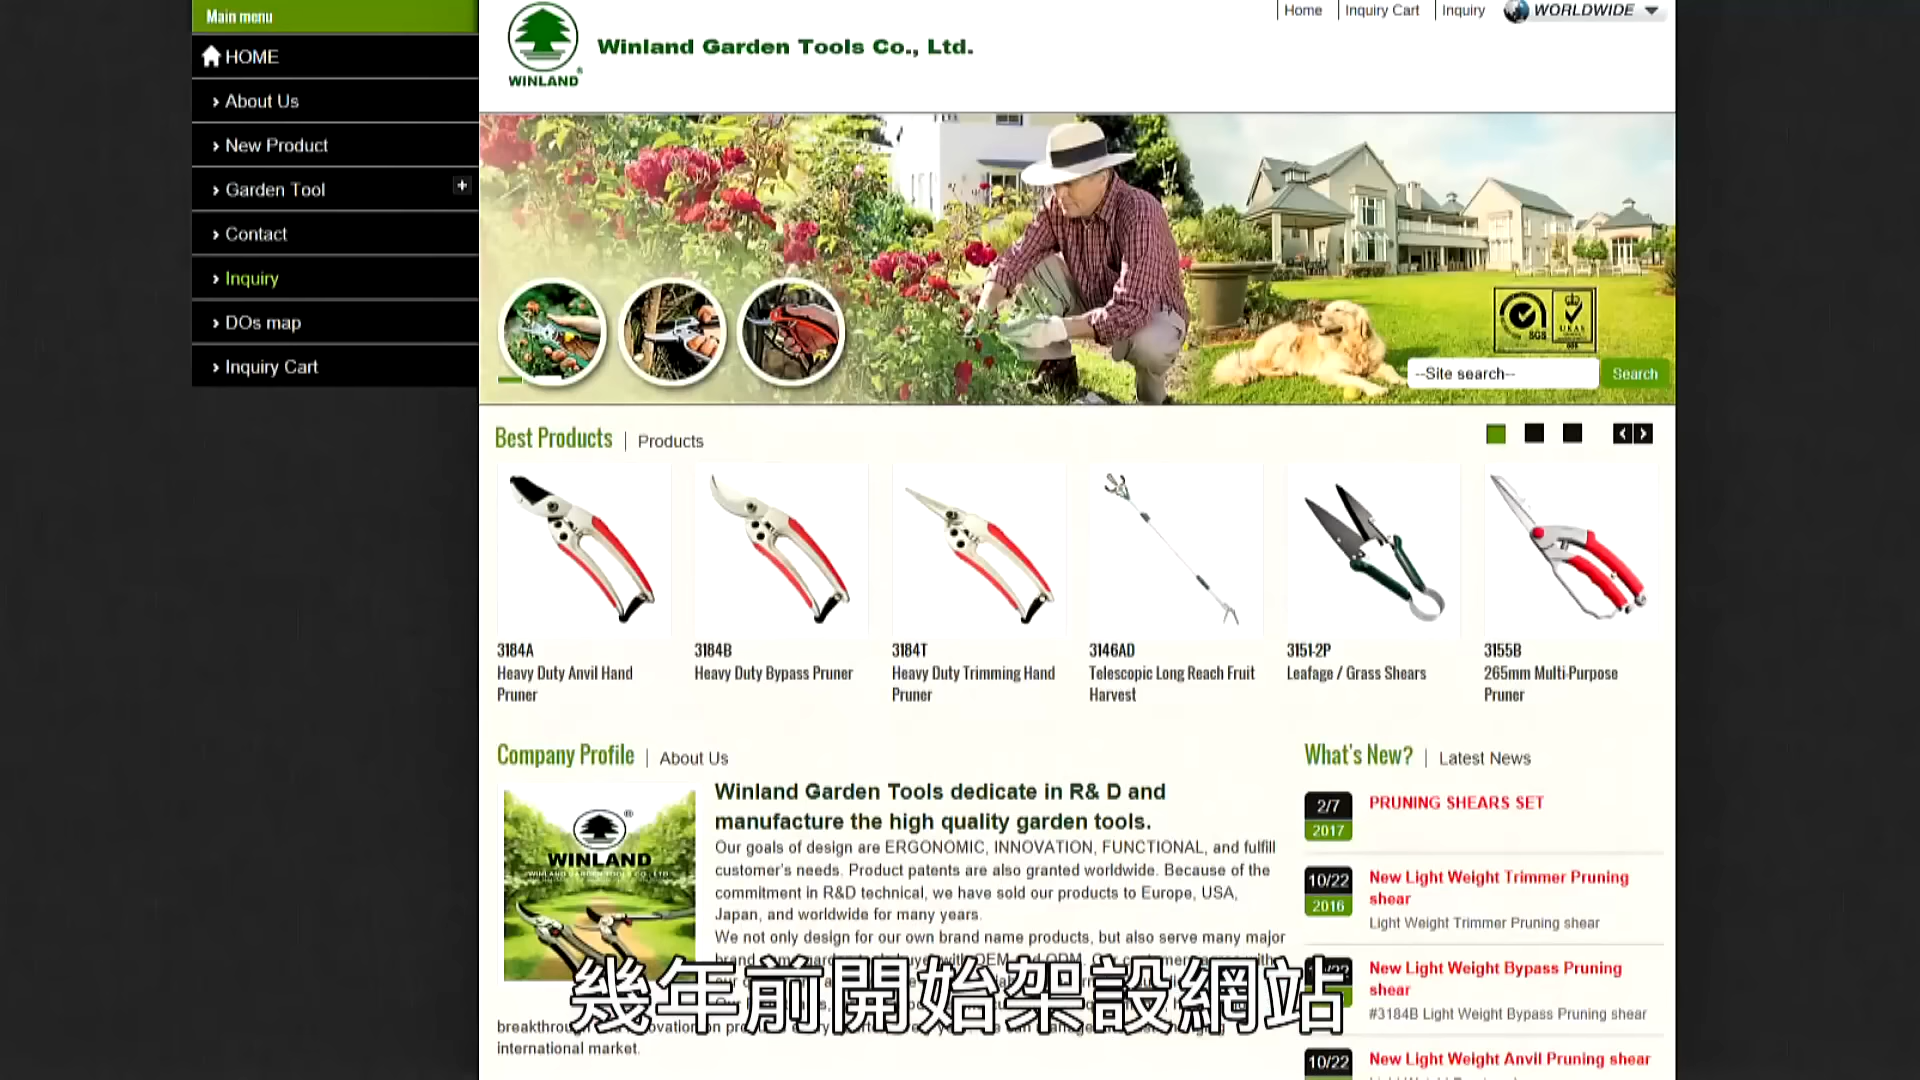 Main menu
HOME
› About Us
› New Product
› Garden Tool
› Contact
› Inquiry
› DOs map
› Inquiry Cart
WINLAND
Winland Garden Tools Co., Ltd.
Home
Inquiry Cart
Inquiry
WORLDWIDE
SGS
UKAS
--Site search--
Search
Best Products | Products
3184A
Heavy Duty Anvil Hand
Pruner
3184B
Heavy Duty Bypass Pruner
3184T
Heavy Duty Trimming Hand
Pruner
3146AD
Telescopic Long Reach Fruit
Harvest
3151-2P
Leafage / Grass Shears
3155B
265mm Multi-Purpose
Pruner
Company Profile | About Us
WINLAND
WINLAND GARDEN TOOLS CO., LTD
Winland Garden Tools dedicate in R& D and
manufacture the high quality garden tools.
Our goals of design are ERGONOMIC, INNOVATION, FUNCTIONAL, and fulfill
customer's needs. Product patents are also granted worldwide. Because of the
commitment in R&D technical, we have sold our products to Europe, USA,
Japan, and worldwide for many years.
We not only design for our own brand name products, but also serve many major
international market.
What's New? | Latest News
2/7
2017
PRUNING SHEARS SET
10/22
2016
New Light Weight Trimmer Pruning
shear
Light Weight Trimmer Pruning shear
New Light Weight Bypass Pruning
shear
#3184B Light Weight Bypass Pruning shear
10/22
New Light Weight Anvil Pruning shear
幾年前開始架設網站